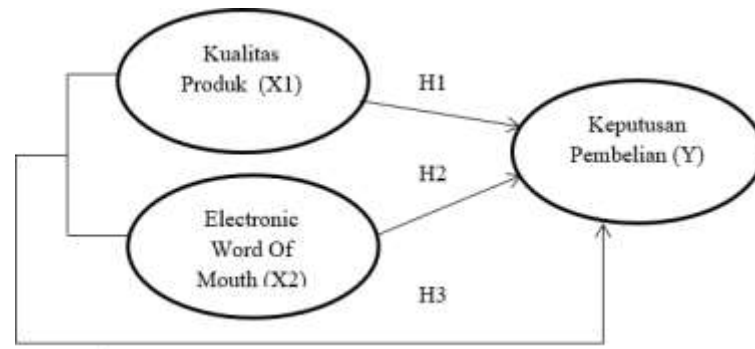 Kualitas
Produk (X1)
H1
Keputusan
Pembelian (Y)
H2
Electronic
Word Of
Mouth (X2)
H3